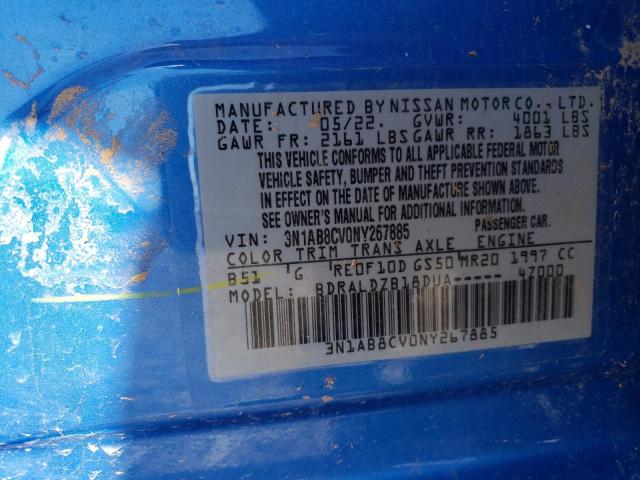 MANUFACTURED BY NISSAN MOTOR CO., LTD.
DATE: 05/22. GVWR: 4001 LBS
GAWR FR: 2161 LBS GAWR RR: 1863 LBS
THIS VEHICLE CONFORMS TO ALL APPLICABLE FEDERAL MOTOR
VEHICLE SAFETY, BUMPER AND THEFT PREVENTION STANDARDS
IN EFFECT ON THE DATE OF MANUFACTURE SHOWN ABOVE.
SEE OWNER'S MANUAL FOR ADDITIONAL INFORMATION.
VIN: 3N1AB8CV0NY267885 PASSENGER CAR.
COLOR TRIM TRANS AXLE ENGINE
B51 G RE0F10D GS50 MR20 1997 CC
MODEL: BDRALDZB18DUA----- 47000
3N1AB8CV0NY267885